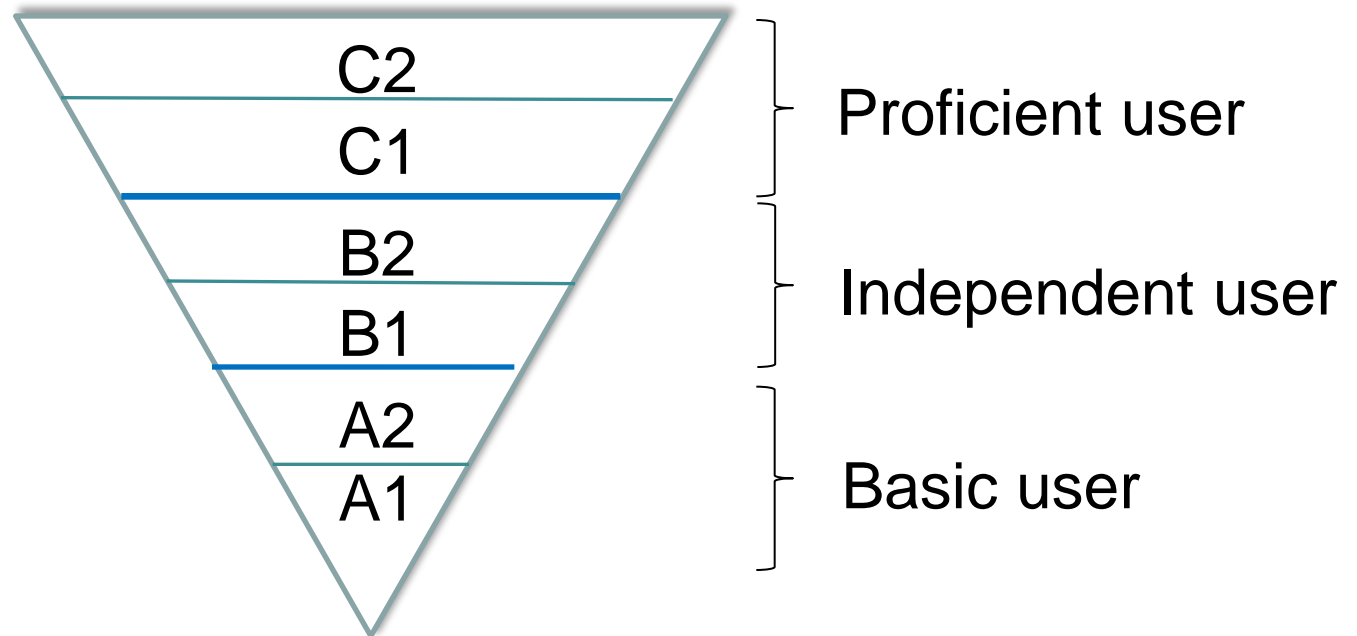 C2
C1
Proficient user
B2
B1
Independent user
A2
A1
Basic user